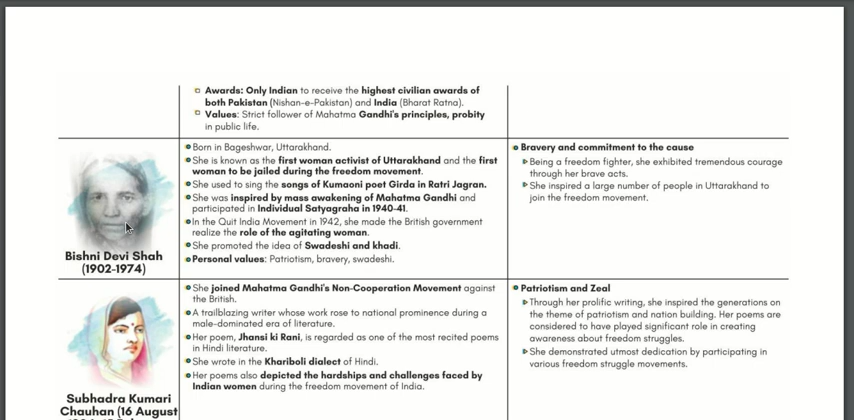 Awards: Only Indian to receive the highest civilian awards of
both Pakistan (Nishan-e-Pakistan) and India (Bharat Ratna).
Values: Strict follower of Mahatma Gandhi's principles, probity
in public life.
Bishni Devi Shah
(1902-1974)
Born in Bageshwar, Uttarakhand.
She is known as the first woman activist of Uttarakhand and the first
woman to be jailed during the freedom movement.
She used to sing the songs of Kumaoni poet Girda in Ratri Jagran.
She was inspired by mass awakening of Mahatma Gandhi and
participated in Individual Satyagraha in 1940-41.
In the Quit India Movement in 1942, she made the British government
realize the role of the agitating woman.
She promoted the idea of Swadeshi and khadi.
Personal values: Patriotism, bravery, swadeshi.
Bravery and commitment to the cause
Being a freedom fighter, she exhibited tremendous courage
through her brave acts.
She inspired a large number of people in Uttarakhand to
join the freedom movement.
Subhadra Kumari
Chauhan (16 August
She joined Mahatma Gandhi's Non-Cooperation Movement against
the British.
A trailblazing writer whose work rose to national prominence during a
male-dominated era of literature.
Her poem, Jhansi ki Rani, is regarded as one of the most recited poems
in Hindi literature.
She wrote in the Khariboli dialect of Hindi.
Her poems also depicted the hardships and challenges faced by
Indian women during the freedom movement of India.
Patriotism and Zeal
Through her prolific writing, she inspired the generations on
the theme of patriotism and nation building. Her poems are
considered to have played significant role in creating
awareness about freedom struggles.
She demonstrated utmost dedication by participating in
various freedom struggle movements.